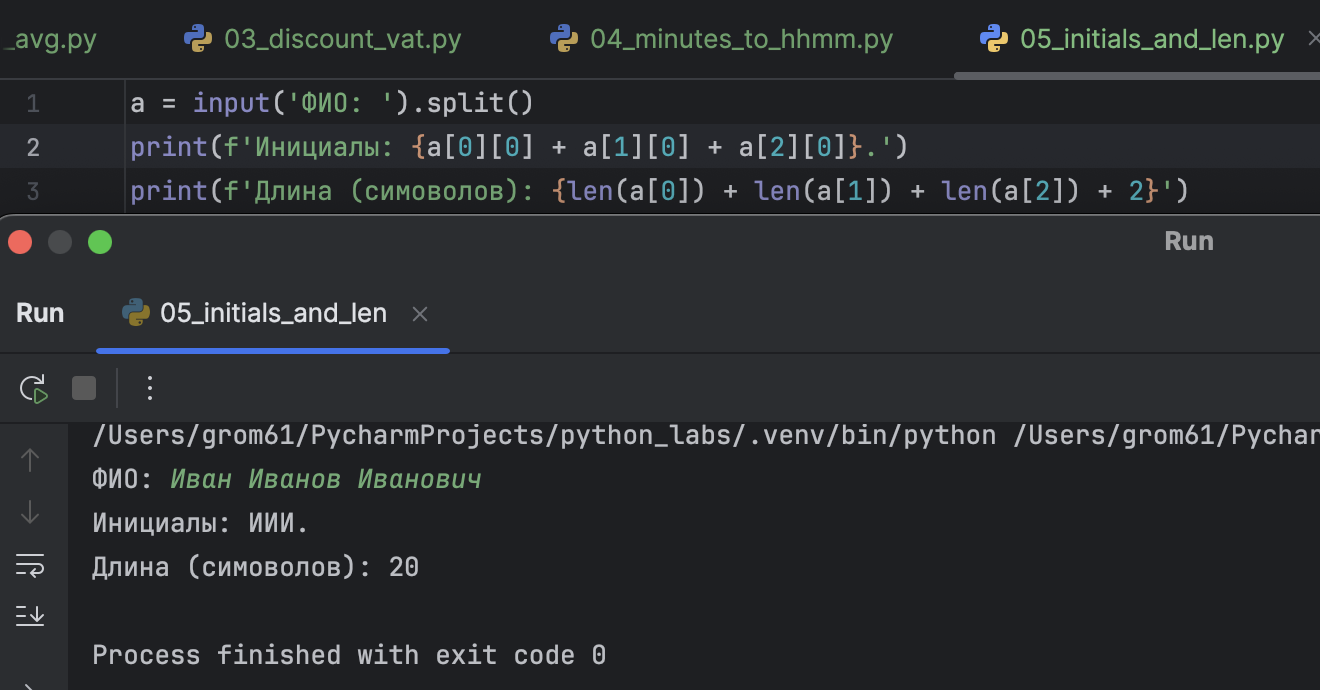 _avg.py 03_discount_vat.py 04_minutes_to_hhmm.py 05_initials_and_len.py
1 a = input('ФИО: ').split()
2 print(f'Инициалы: {a[0][0] + a[1][0] + a[2][0]}.')
3 print(f'Длина (симоволов): {len(a[0]) + len(a[1]) + len(a[2]) + 2}')
Run
Run 05_initials_and_len
/Users/grom61/PycharmProjects/python_labs/.venv/bin/python /Users/grom61/Pychar
ФИО: Иван Иванов Иванович
Инициалы: ИИИ.
Длина (симоволов): 20
Process finished with exit code 0